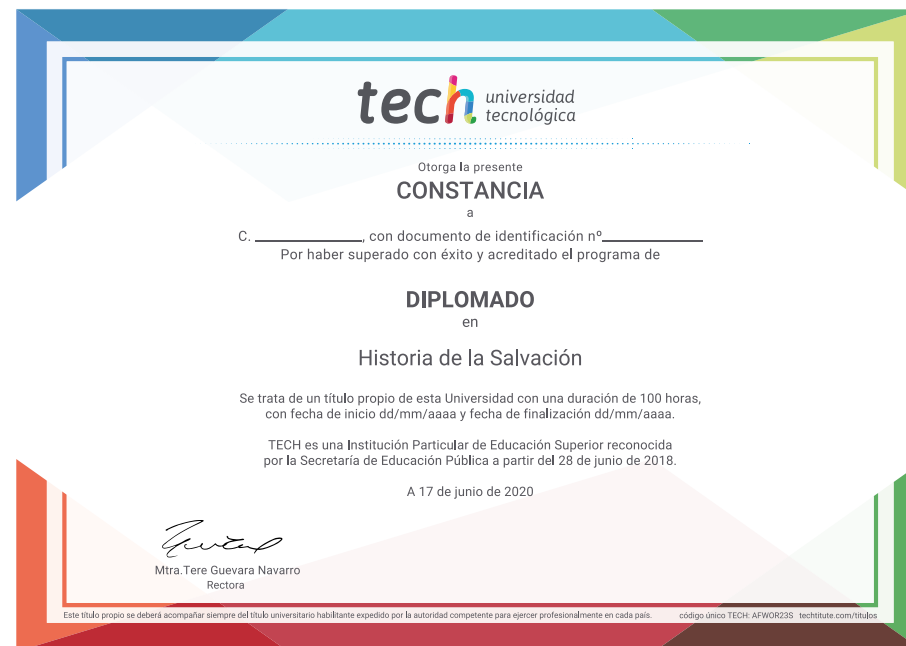 tech universidad
tecnológica
Otorga la presente
CONSTANCIA
a
C. ____________, con documento de identificación nº____________
Por haber superado con éxito y acreditado el programa de
DIPLOMADO
en
Historia de la Salvación
Se trata de un título propio de esta Universidad con una duración de 100 horas,
con fecha de inicio dd/mm/aaaa y fecha de finalización dd/mm/aaaa.
TECH es una Institución Particular de Educación Superior reconocida
por la Secretaría de Educación Pública a partir del 28 de junio de 2018.
A 17 de junio de 2020
Mtra.Tere Guevara Navarro
Rectora
Este título propio se deberá acompañar siempre del título universitario habilitante expedido por la autoridad competente para ejercer profesionalmente en cada país. código único TECH: AFWOR23S techtitute.com/titulos